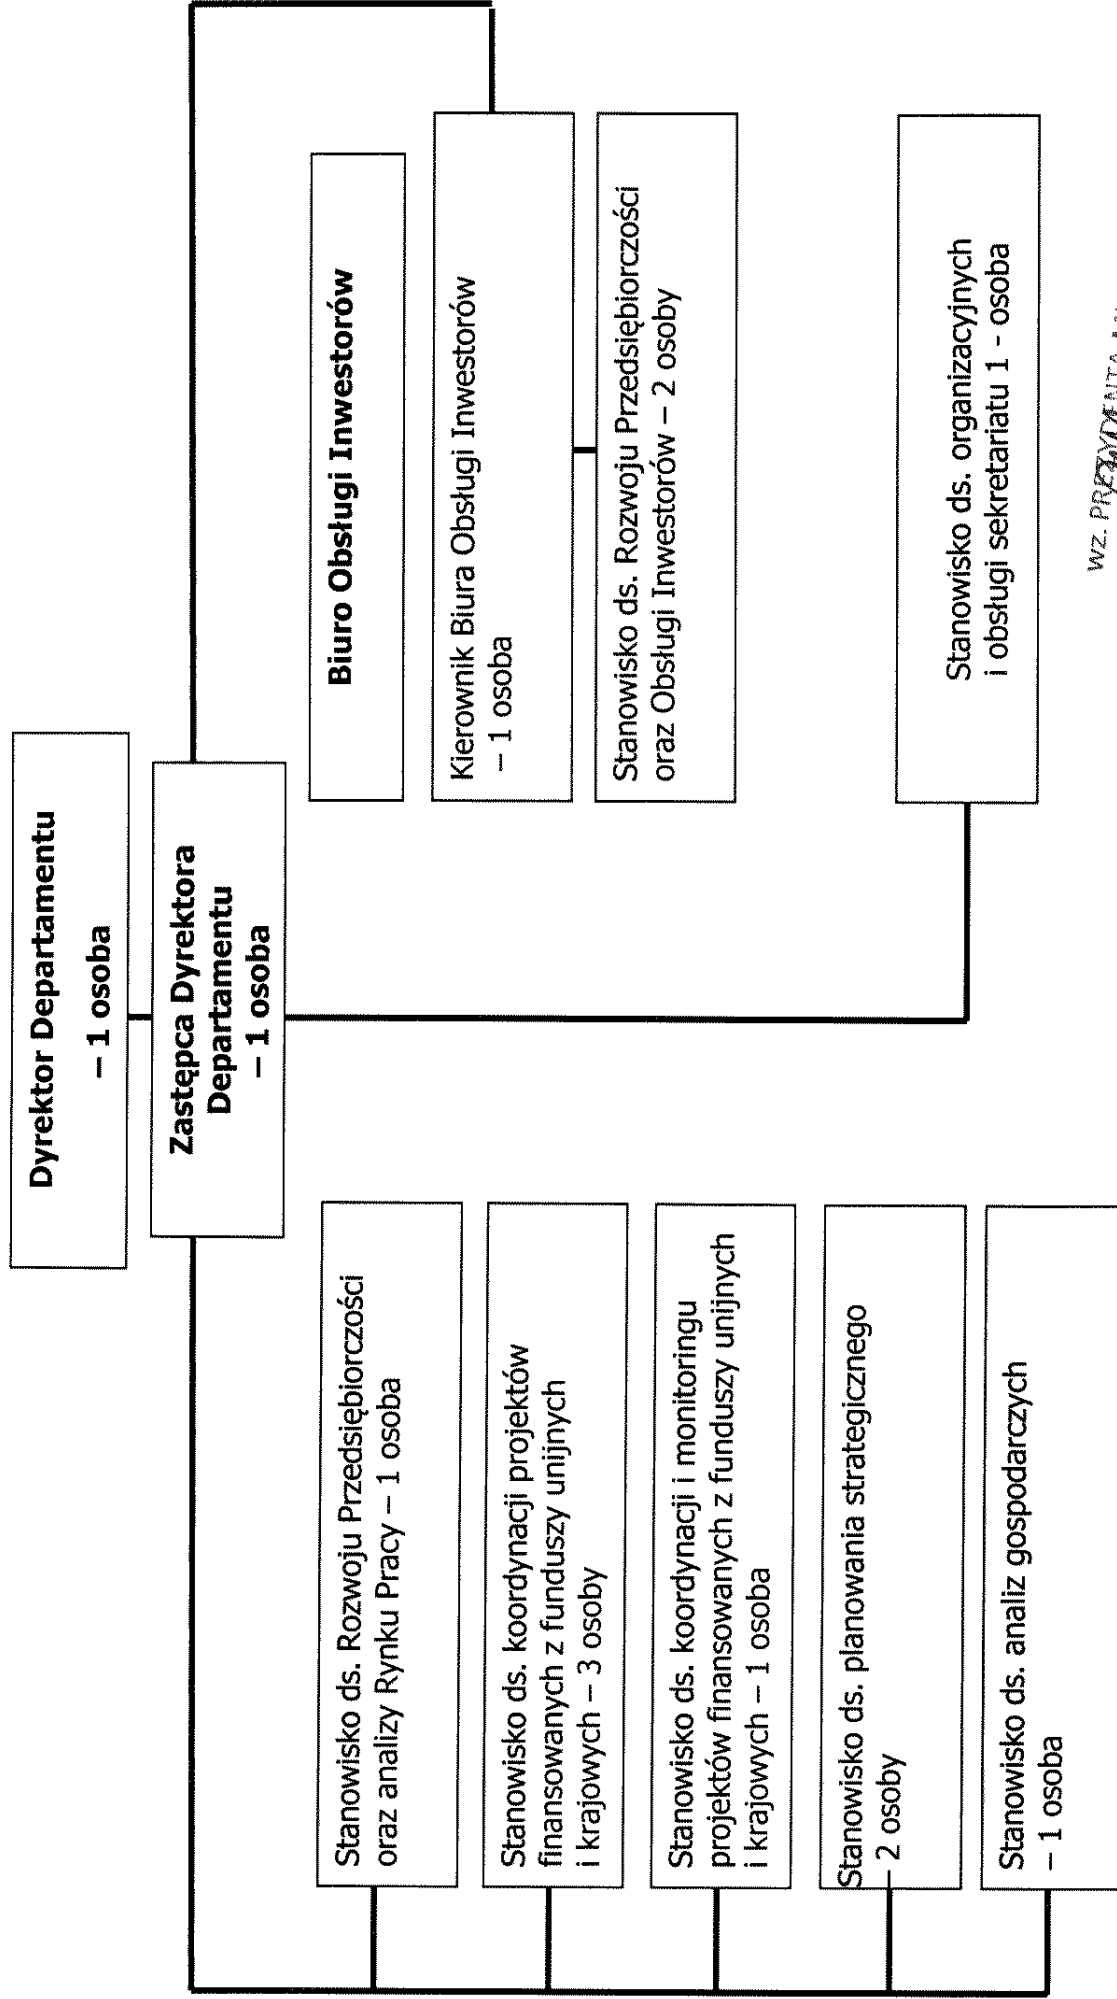 Dyrektor Departamentu
– 1 osoba
Zastępca Dyrektora
Departamentu
– 1 osoba
Stanowisko ds. Rozwoju Przedsiębiorczości
oraz analizy Rynku Pracy – 1 osoba
Stanowisko ds. koordynacji projektów
finansowanych z funduszy unijnych
i krajowych – 3 osoby
Stanowisko ds. koordynacji i monitoringu
projektów finansowanych z funduszy unijnych
i krajowych – 1 osoba
Stanowisko ds. planowania strategicznego
– 2 osoby
Stanowisko ds. analiz gospodarczych
– 1 osoba
Biuro Obsługi Inwestorów
Kierownik Biura Obsługi Inwestorów
– 1 osoba
Stanowisko ds. Rozwoju Przedsiębiorczości
oraz Obsługi Inwestorów – 2 osoby
Stanowisko ds. organizacyjnych
i obsługi sekretariatu 1 - osoba
wz. PREZYDENTA